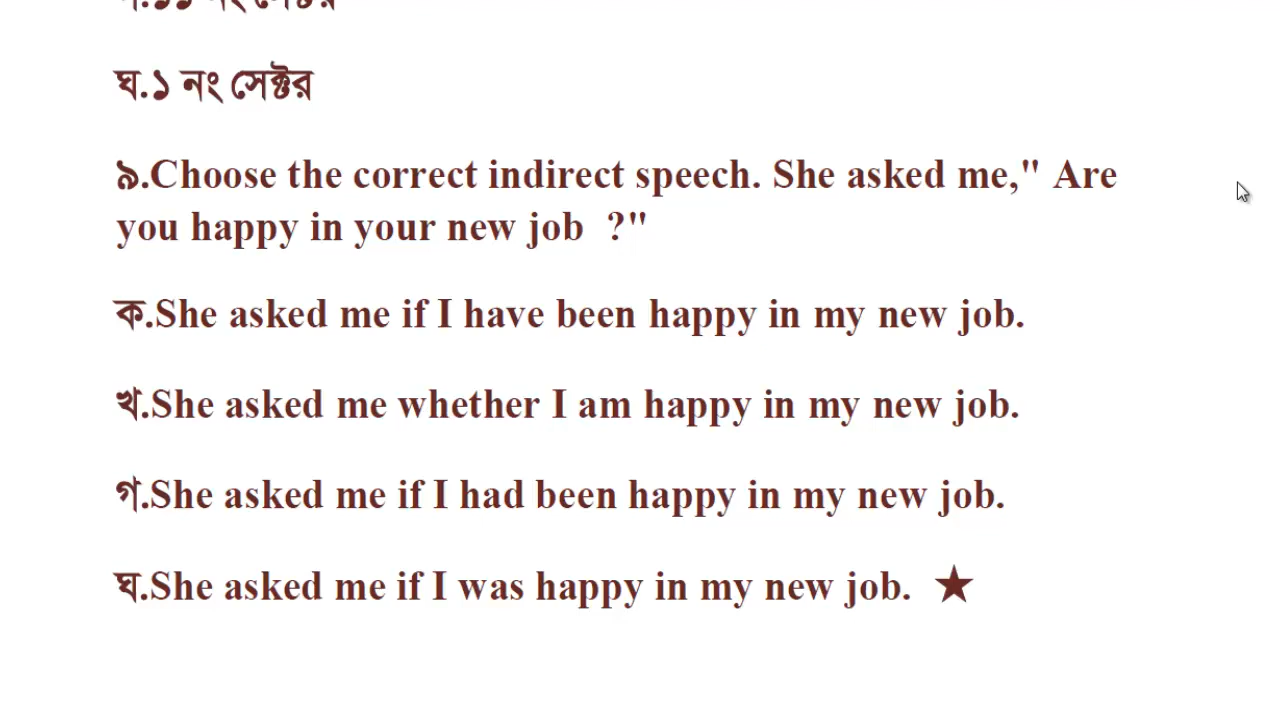 ঘ.১ নং সেক্টর
৯.Choose the correct indirect speech. She asked me," Are
you happy in your new job  ?"
ক.She asked me if I have been happy in my new job.
খ.She asked me whether I am happy in my new job.
গ.She asked me if I had been happy in my new job.
ঘ.She asked me if I was happy in my new job. ★